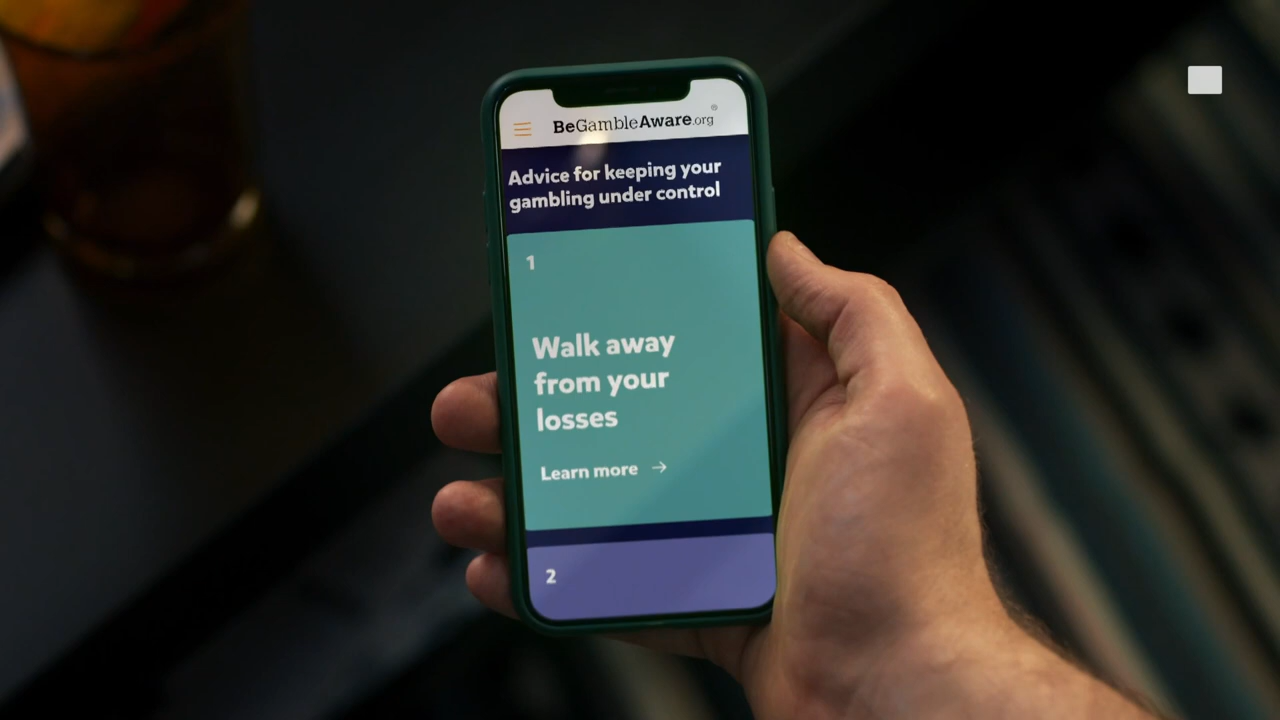 BeGambleAware.org®
Advice for keeping your
gambling under control
1
Walk away
from your
losses
Learn more →
2